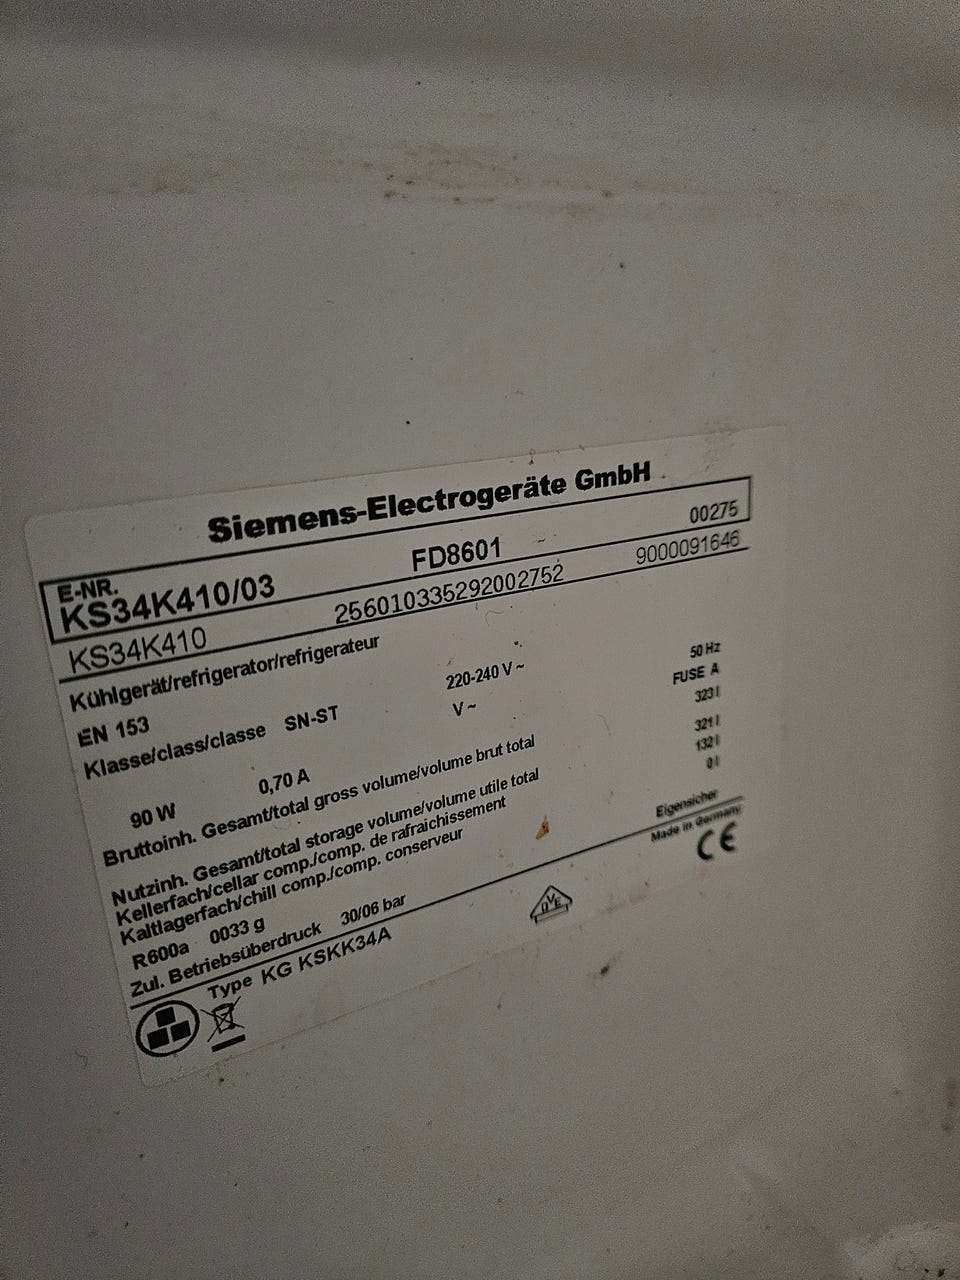 Siemens-Electrogeräte GmbH
E-NR.
KS34K410/03 FD8601 00275
KS34K410 256010335292002752 9000091646
Kühlgerät/refrigerator/refrigerateur
EN 153 220-240 V ~ 50 Hz
Klasse/class/classe SN-ST V ~ FUSE A
90 W 0,70 A
Bruttoinh. Gesamt/total gross volume/volume brut total 323 l
Nutzinh. Gesamt/total storage volume/volume utile total 321 l
Kellerfach/cellar comp./comp. de rafraichissement 132 l
Kaltlagerfach/chill comp./comp. conserveur 0 l
R600a 0033 g
Zul. Betriebsüberdruck 30/06 bar Eigensicher
Type KG KSKK34A Made in Germany
DVE CE